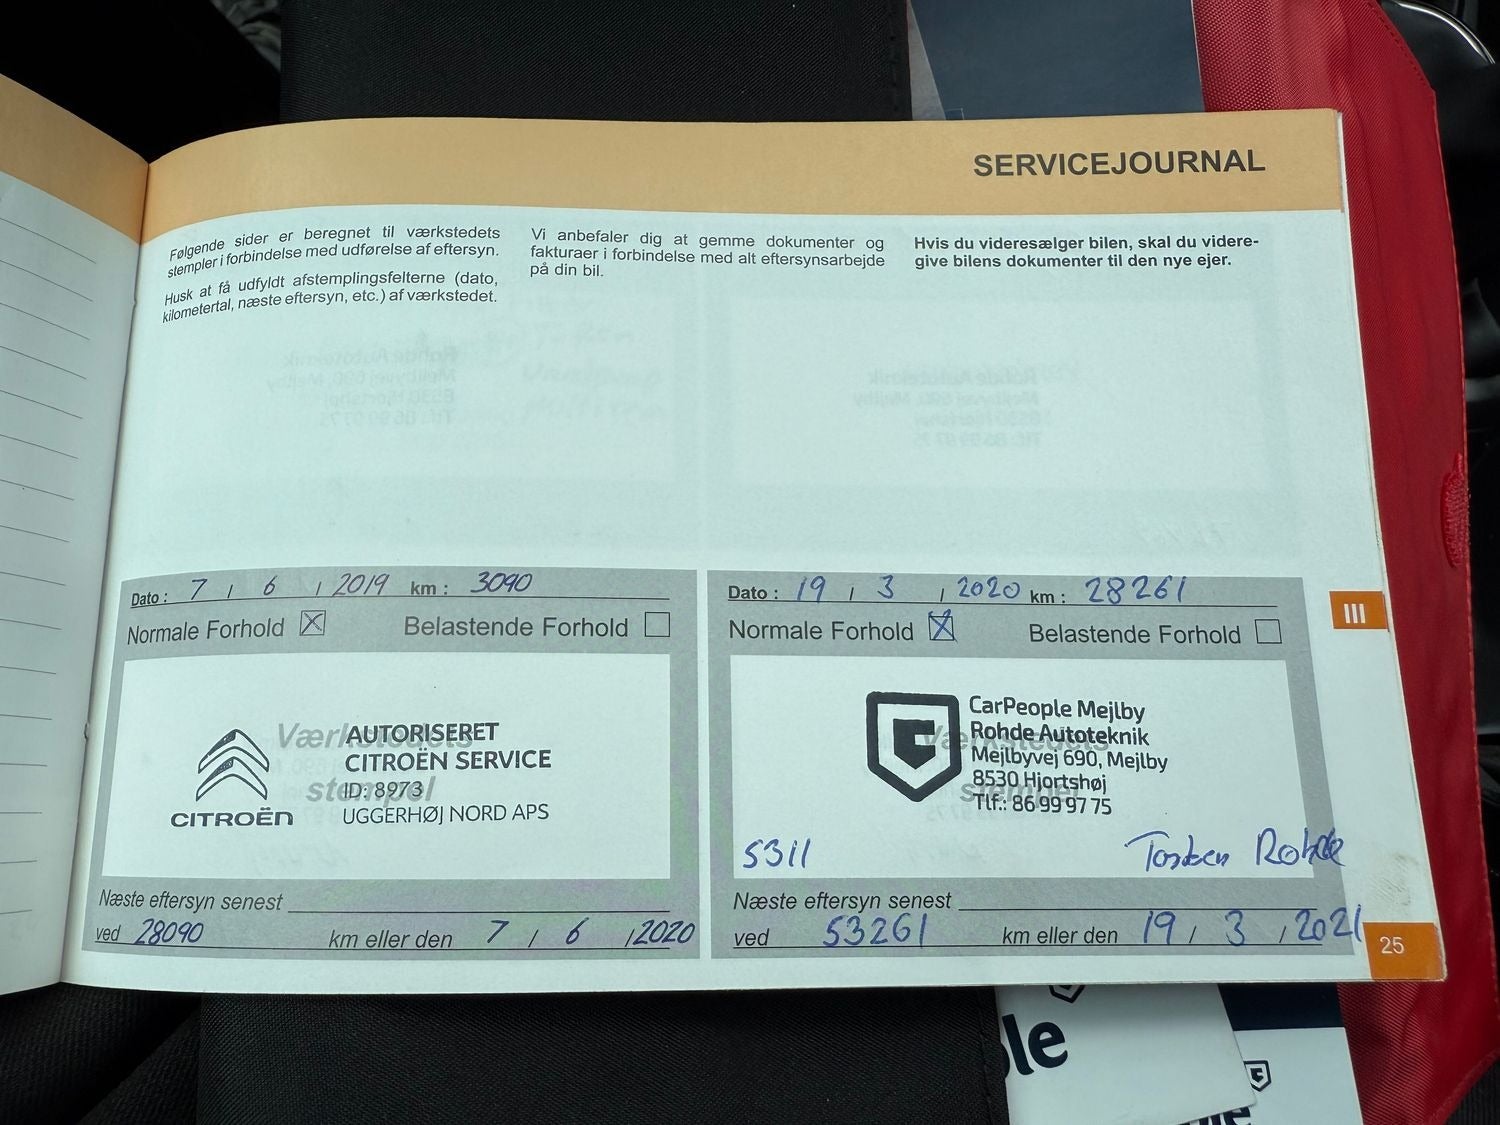 SERVICEJOURNAL
Følgende sider er beregnet til værkstedets
stempler i forbindelse med udførelse af eftersyn.
Husk at få udfyldt afstemplingsfelterne (dato,
kilometertal, næste eftersyn, etc.) af værkstedet.
Vi anbefaler dig at gemme dokumenter og
fakturaer i forbindelse med alt eftersynsarbejde
på din bil.
Hvis du videresælger bilen, skal du videre-
give bilens dokumenter til den nye ejer.
Dato : 7 / 6 / 2019 km : 3090
Normale Forhold ☒ Belastende Forhold ☐
Værkstedets
stempel
AUTORISERET
CITROËN SERVICE
ID: 8973
UGGERHØJ NORD APS
CITROËN
Næste eftersyn senest
ved 28090 km eller den 7 / 6 / 2020
Dato : 19 / 3 / 2020 km : 28261
Normale Forhold ☒ Belastende Forhold ☐
Værkstedets
stempel
CarPeople Mejlby
Rohde Autoteknik
Mejlbyvej 690, Mejlby
8530 Hjortshøj
Tlf.: 86 99 97 75
5311 Torben Rohde
Næste eftersyn senest
ved 53261 km eller den 19 / 3 / 2021
III
25